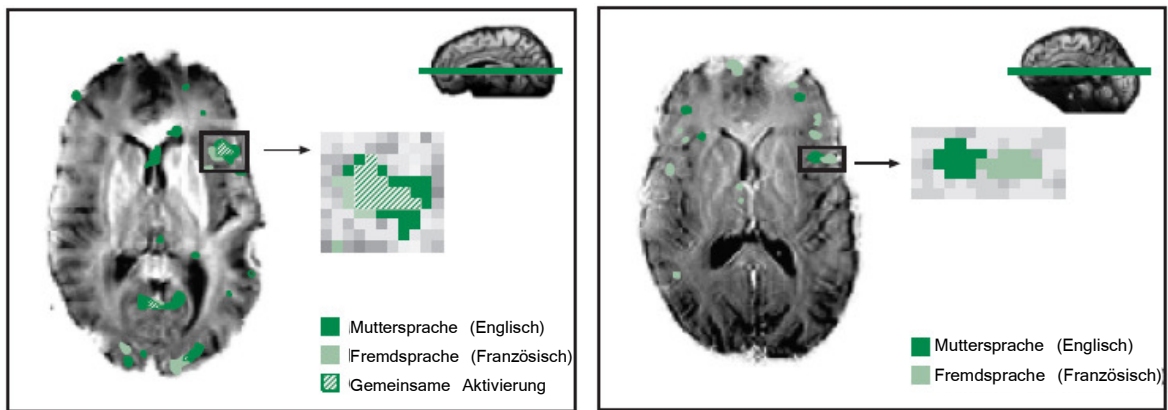 Muttersprache (Englisch)
Fremdsprache (Französisch)
Gemeinsame Aktivierung
Muttersprache (Englisch)
Fremdsprache (Französisch)